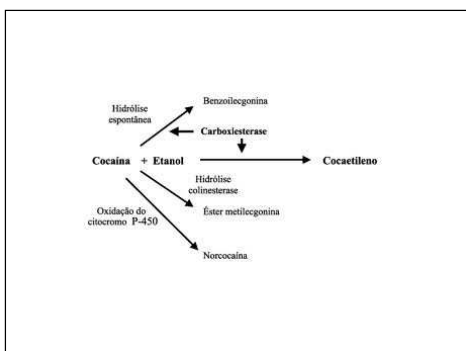 Hidrólise
espontânea
Benzoilecgonina
Carboxiesterase
Cocaína + Etanol
Cocaetileno
Hidrólise
colinesterase
Oxidação do
citocromo P-450
Éster metilecgonina
Norcocaína